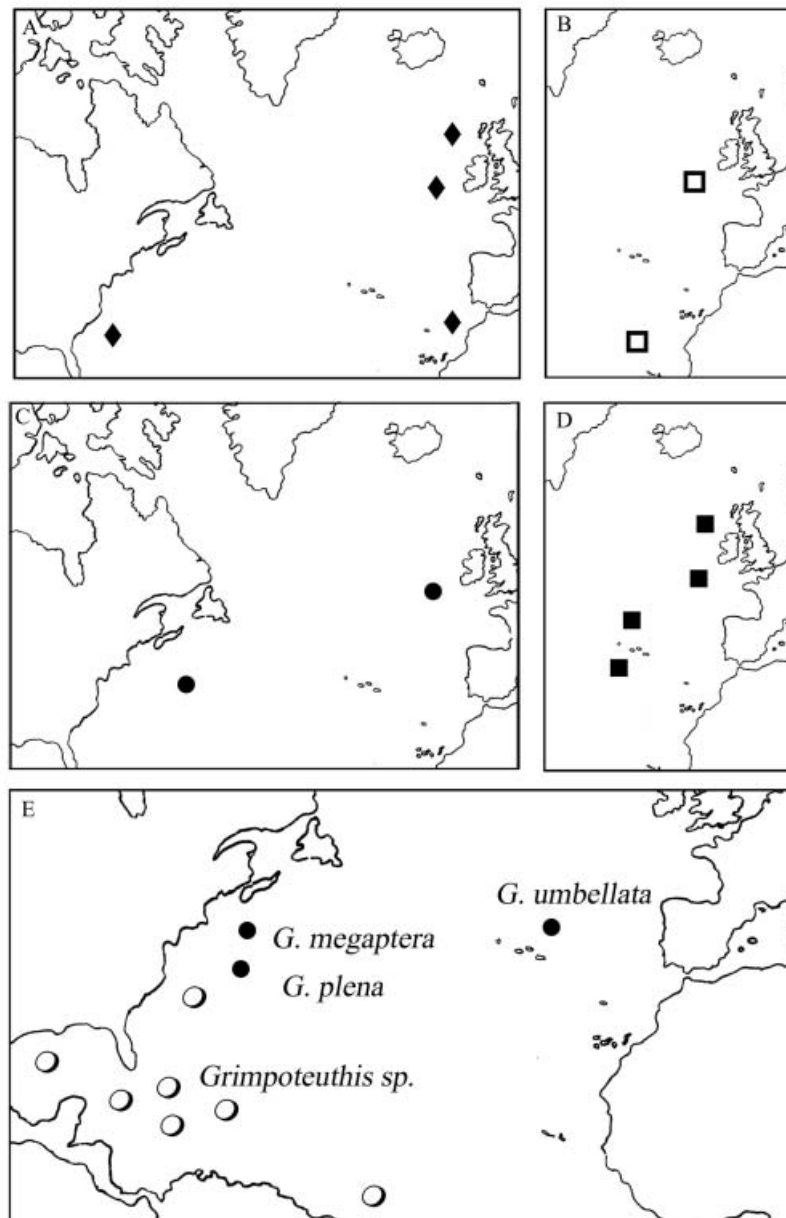 A
B
C
D
E
G. umbellata
G. megaptera
G. plena
Grimpoteuthis sp.